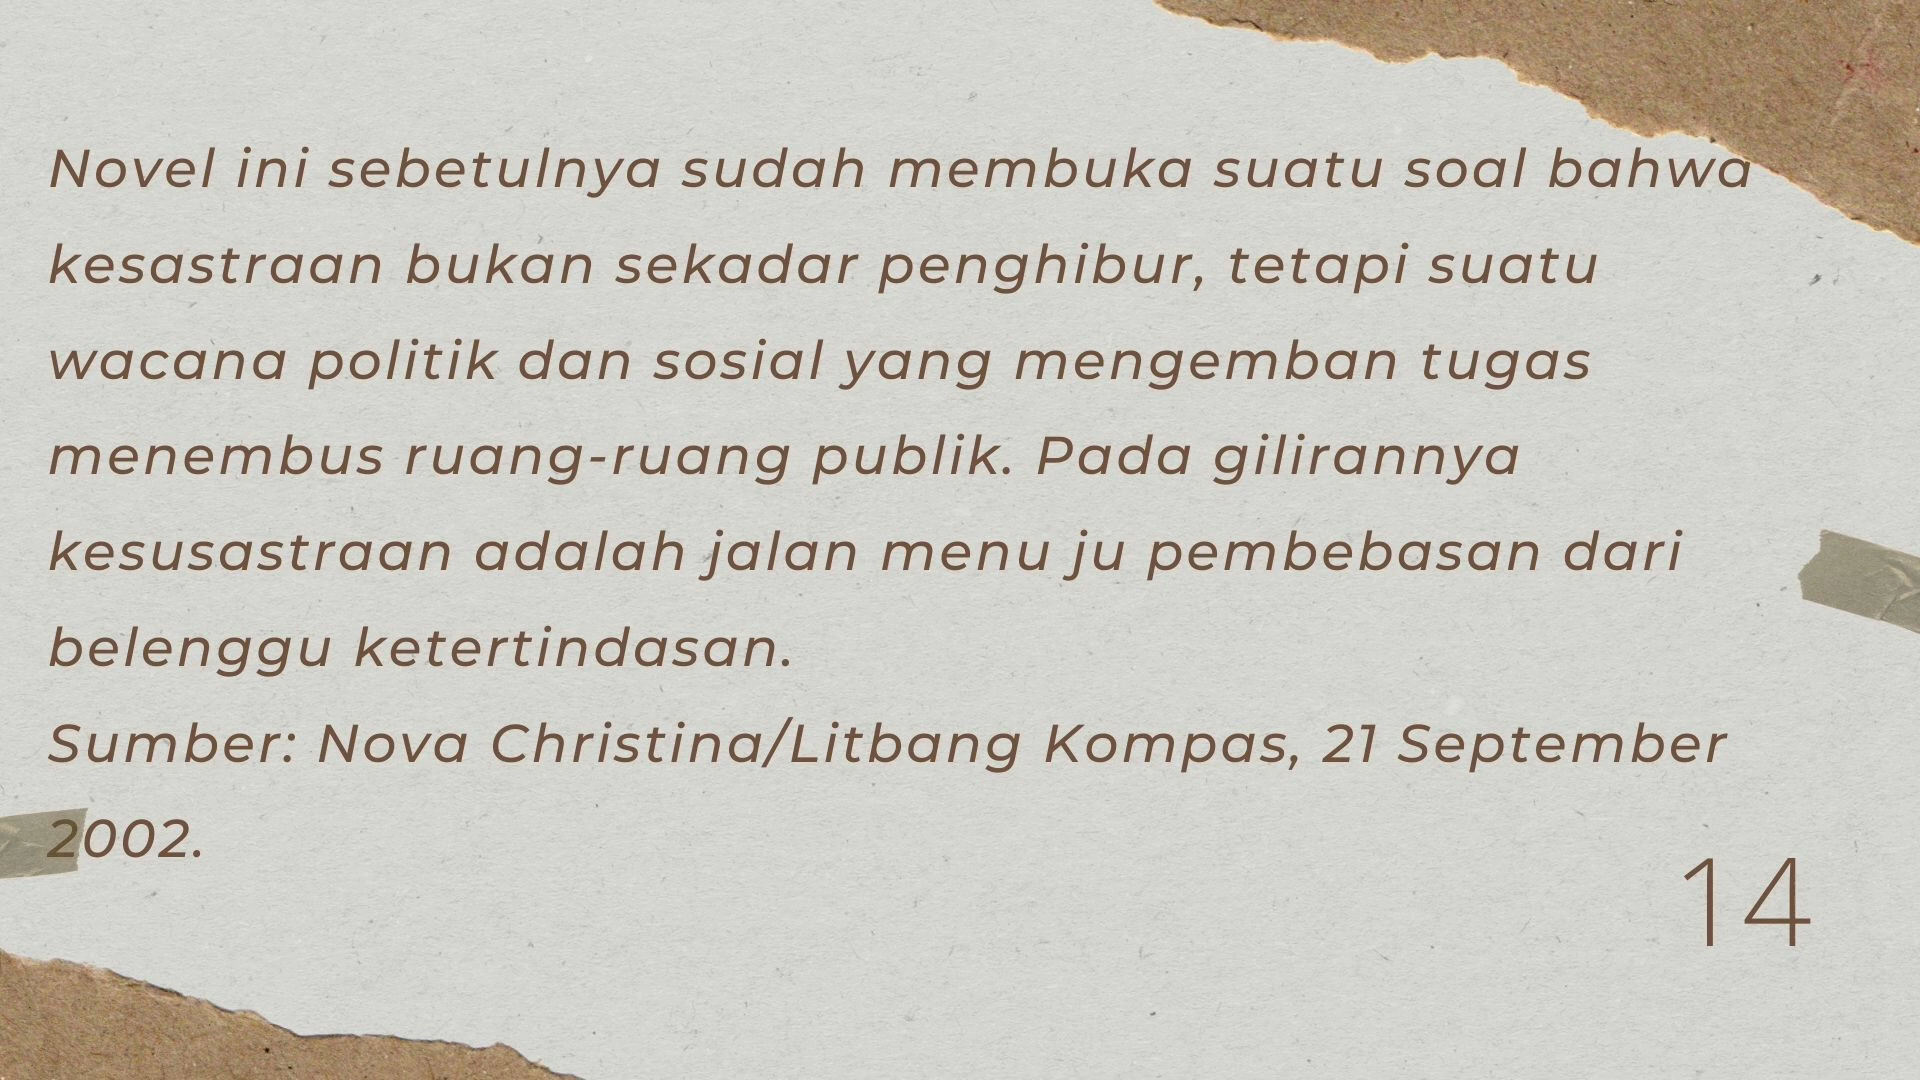 Novel ini sebetulnya sudah membuka suatu soal bahwa
kesastraan bukan sekadar penghibur, tetapi suatu
wacana politik dan sosial yang mengemban tugas
menembus ruang-ruang publik. Pada gilirannya
kesusastraan adalah jalan menu ju pembebasan dari
belenggu ketertindasan.
Sumber: Nova Christina/Litbang Kompas, 21 September
2002.
14